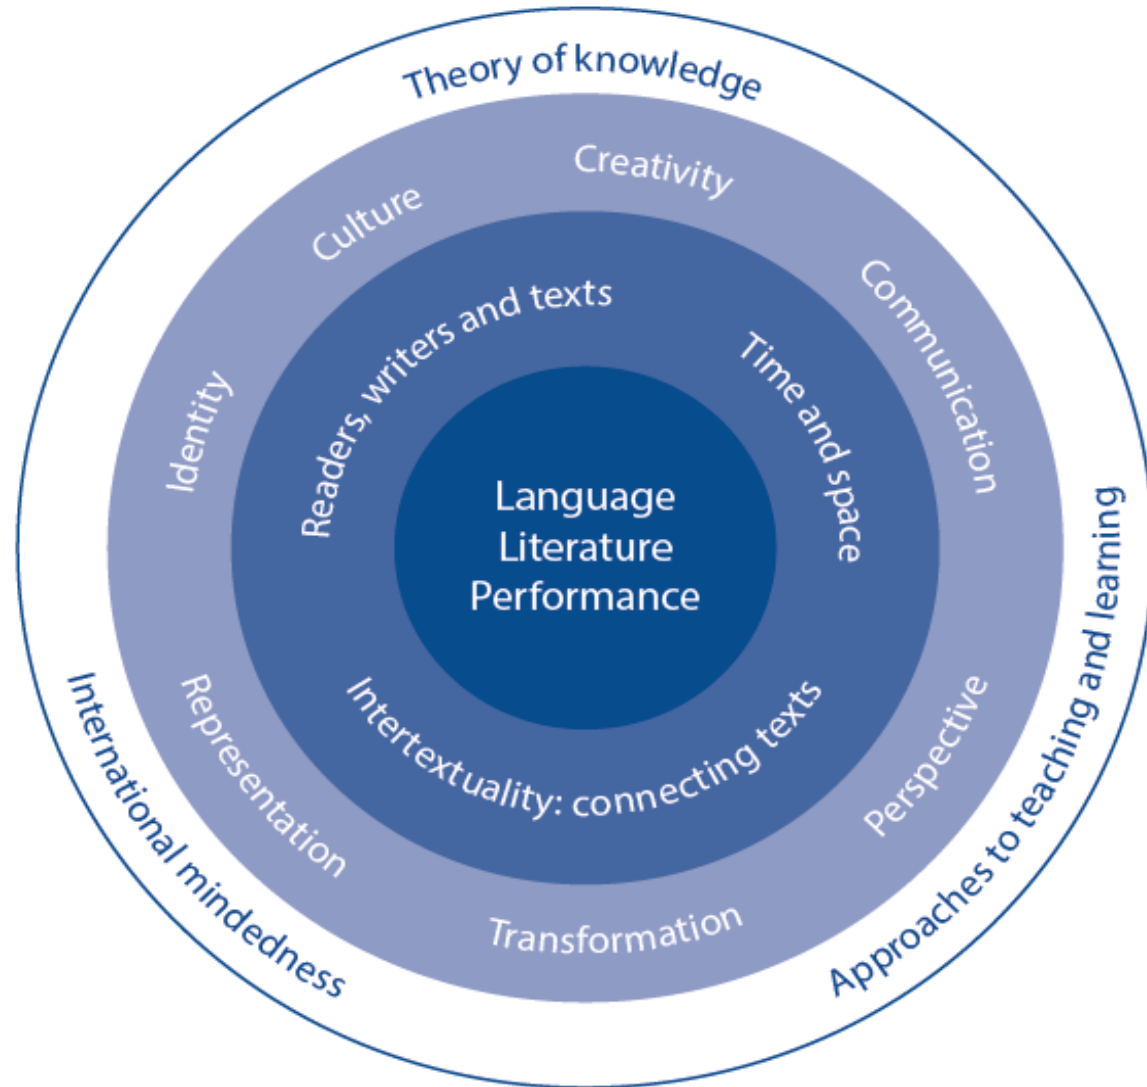 Theory of knowledge
Creativity
Culture
Communication
Readers, writers and texts
Time and space
Identity
Language
Literature
Performance
Approaches to teaching and learning
International mindedness
Representation
Intertextuality: connecting texts
Perspective
Transformation